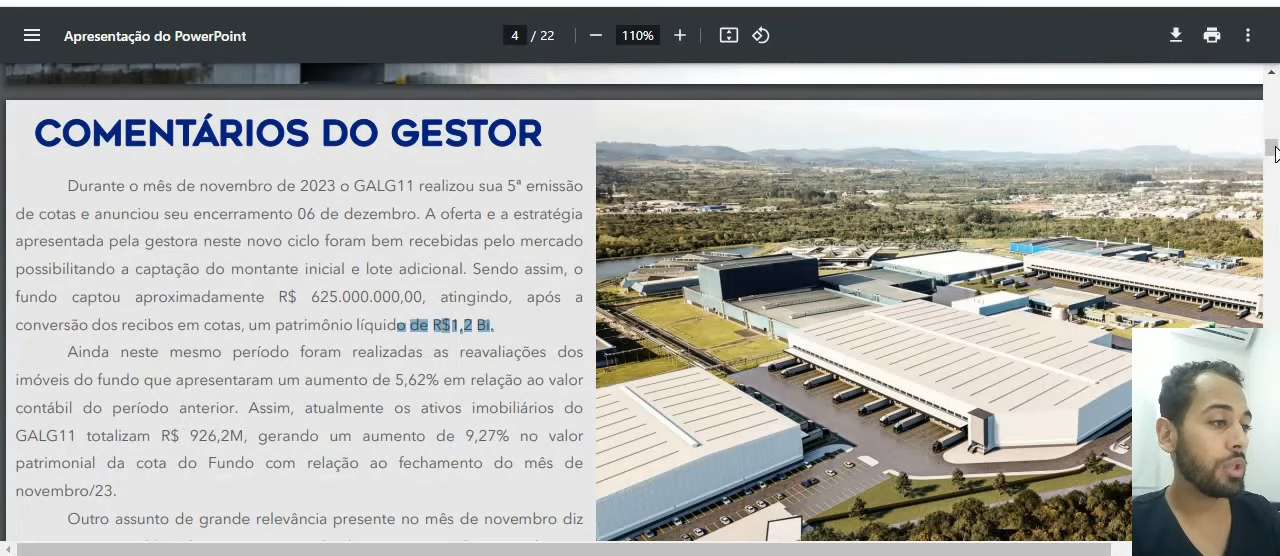 Apresentação do PowerPoint
4 / 22
110%
COMENTÁRIOS DO GESTOR
Durante o mês de novembro de 2023 o GALG11 realizou sua 5ª emissão
de cotas e anunciou seu encerramento 06 de dezembro. A oferta e a estratégia
apresentada pela gestora neste novo ciclo foram bem recebidas pelo mercado
possibilitando a captação do montante inicial e lote adicional. Sendo assim, o
fundo captou aproximadamente R$ 625.000.000,00, atingindo, após a
conversão dos recibos em cotas, um patrimônio líquido de R$1,2 Bi.
Ainda neste mesmo período foram realizadas as reavaliações dos
imóveis do fundo que apresentaram um aumento de 5,62% em relação ao valor
contábil do período anterior. Assim, atualmente os ativos imobiliários do
GALG11 totalizam R$ 926,2M, gerando um aumento de 9,27% no valor
patrimonial da cota do Fundo com relação ao fechamento do mês de
novembro/23.
Outro assunto de grande relevância presente no mês de novembro diz